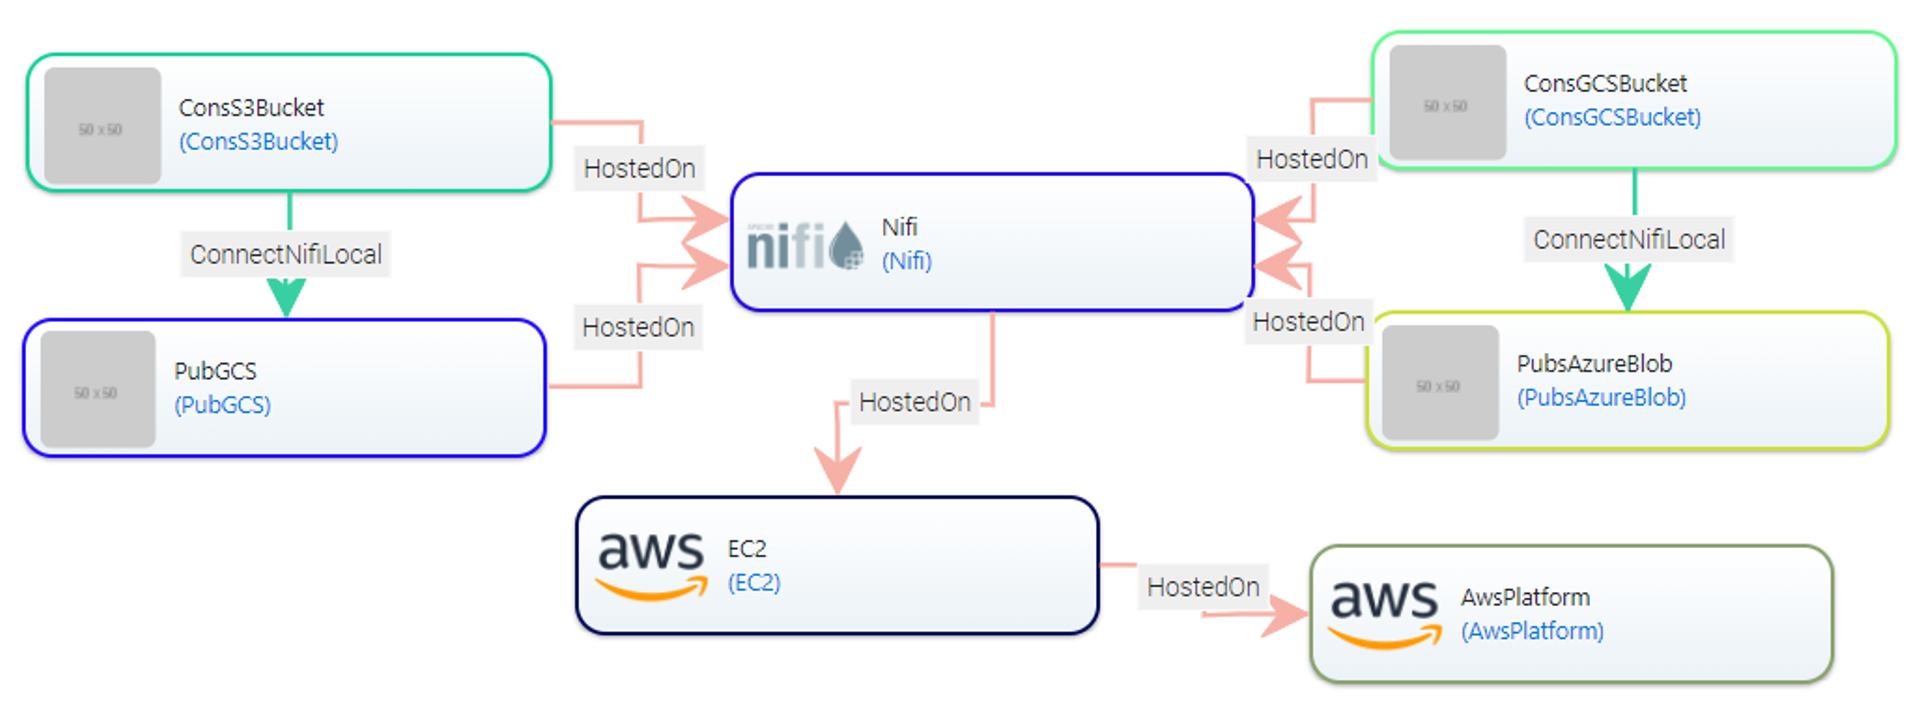 ConsS3Bucket
(ConsS3Bucket)
50 x 50
HostedOn
ConnectNifiLocal
PubGCS
(PubGCS)
50 x 50
HostedOn
APACHE
nifi
Nifi
(Nifi)
ConsGCSBucket
(ConsGCSBucket)
50 x 50
HostedOn
ConnectNifiLocal
PubsAzureBlob
(PubsAzureBlob)
50 x 50
HostedOn
HostedOn
aws
EC2
(EC2)
HostedOn
aws
AwsPlatform
(AwsPlatform)